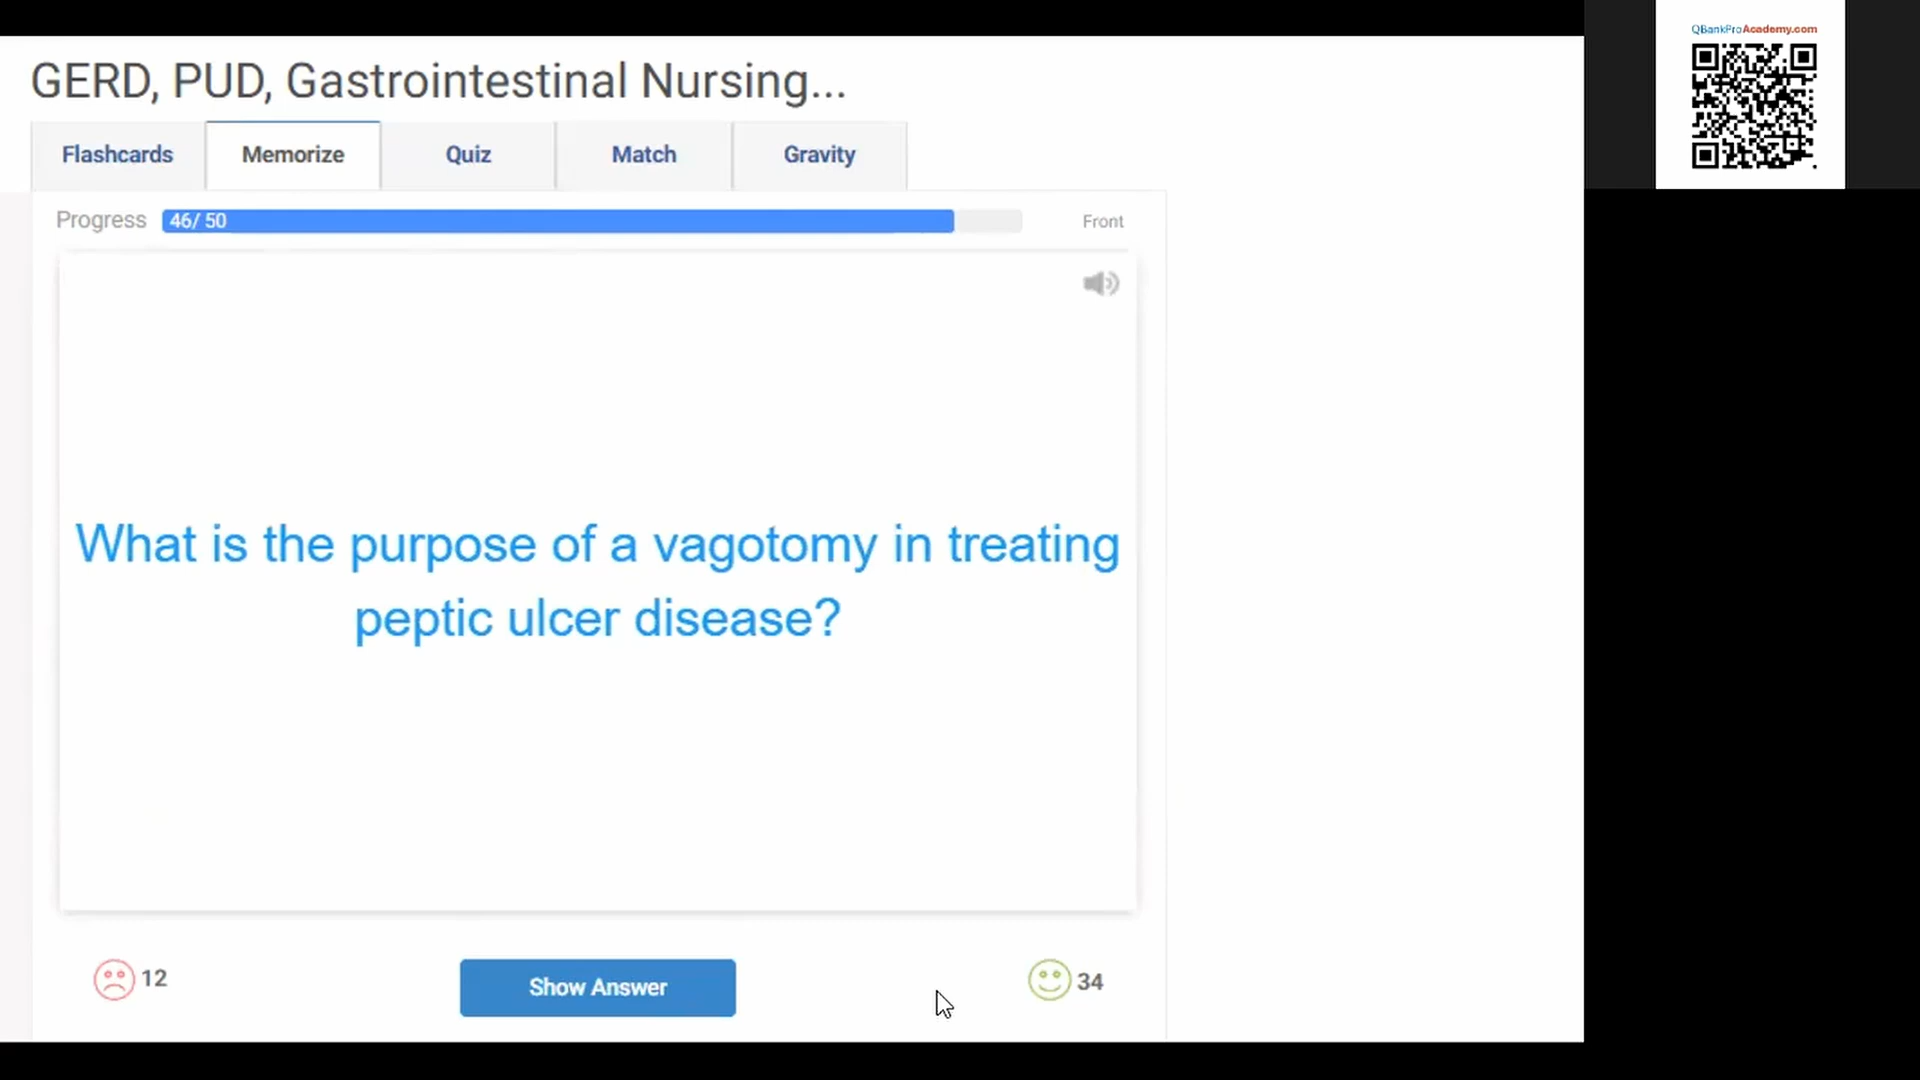 QBankProAcademy.com
GERD, PUD, Gastrointestinal Nursing...
Flashcards
Memorize
Quiz
Match
Gravity
Progress
46/ 50
Front
What is the purpose of a vagotomy in treating
peptic ulcer disease?
12
Show Answer
34